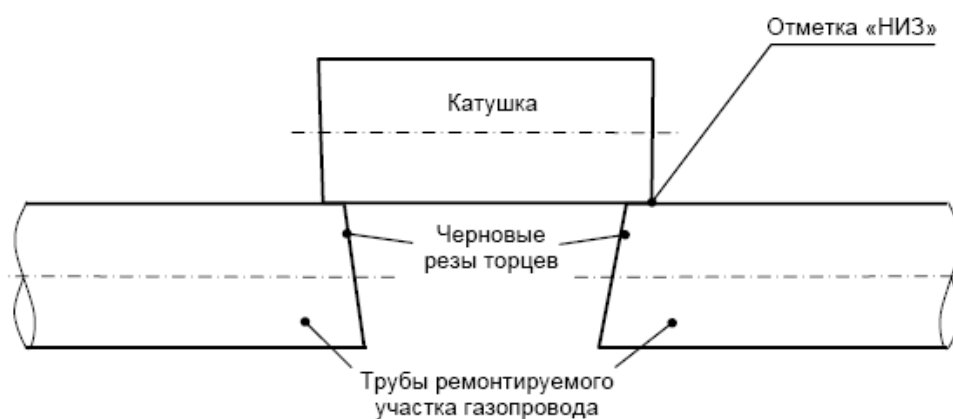 Отметка «НИЗ»
Катушка
Черновые
резы торцев
Трубы ремонтируемого
участка газопровода